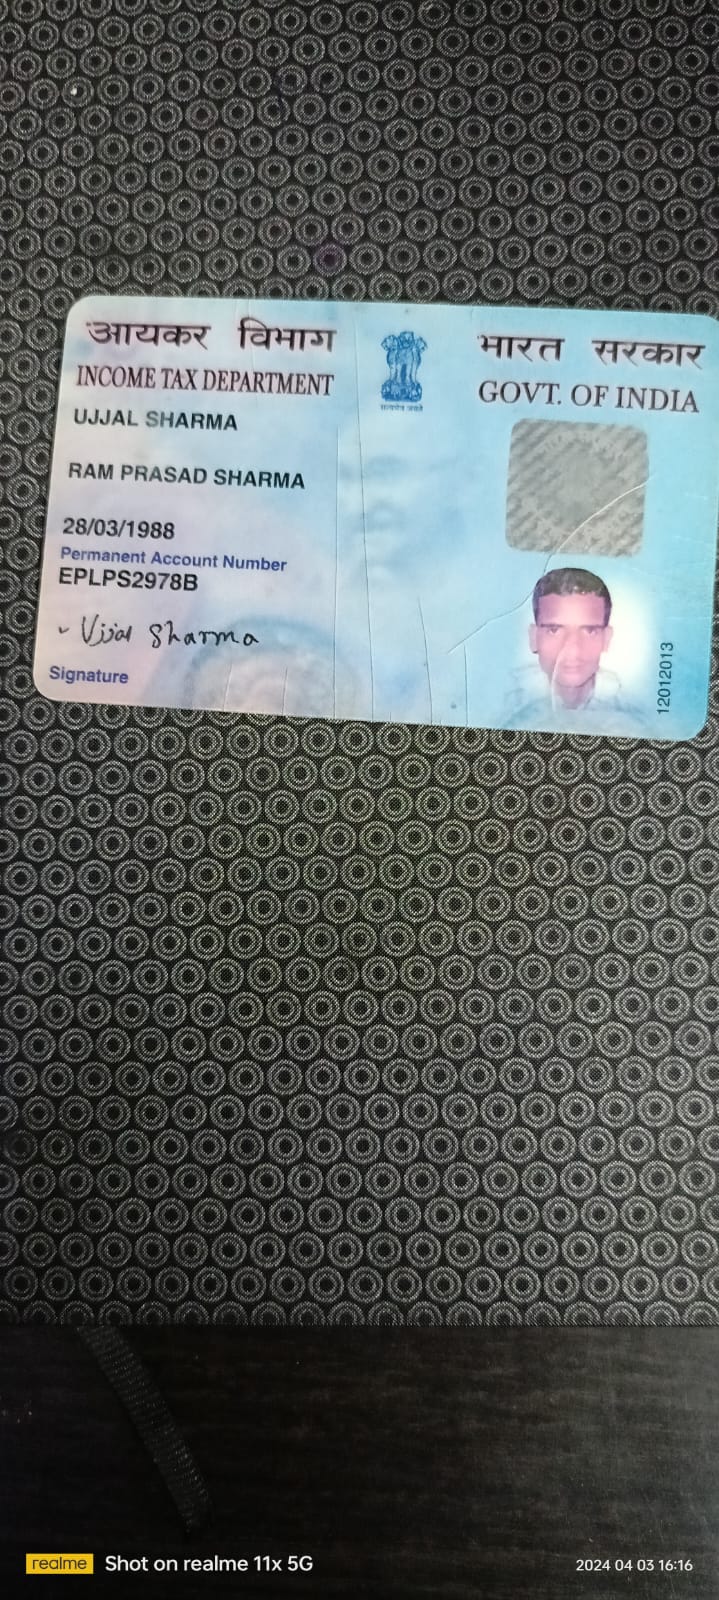 आयकर विभाग
भारत सरकार
INCOME TAX DEPARTMENT
GOVT. OF INDIA
सत्यमेव जयते
UJJAL SHARMA
RAM PRASAD SHARMA
28/03/1988
Permanent Account Number
EPLPS2978B
Ujjal Sharma
Signature
12012013
realme Shot on realme 11x 5G
2024 04 03 16:16